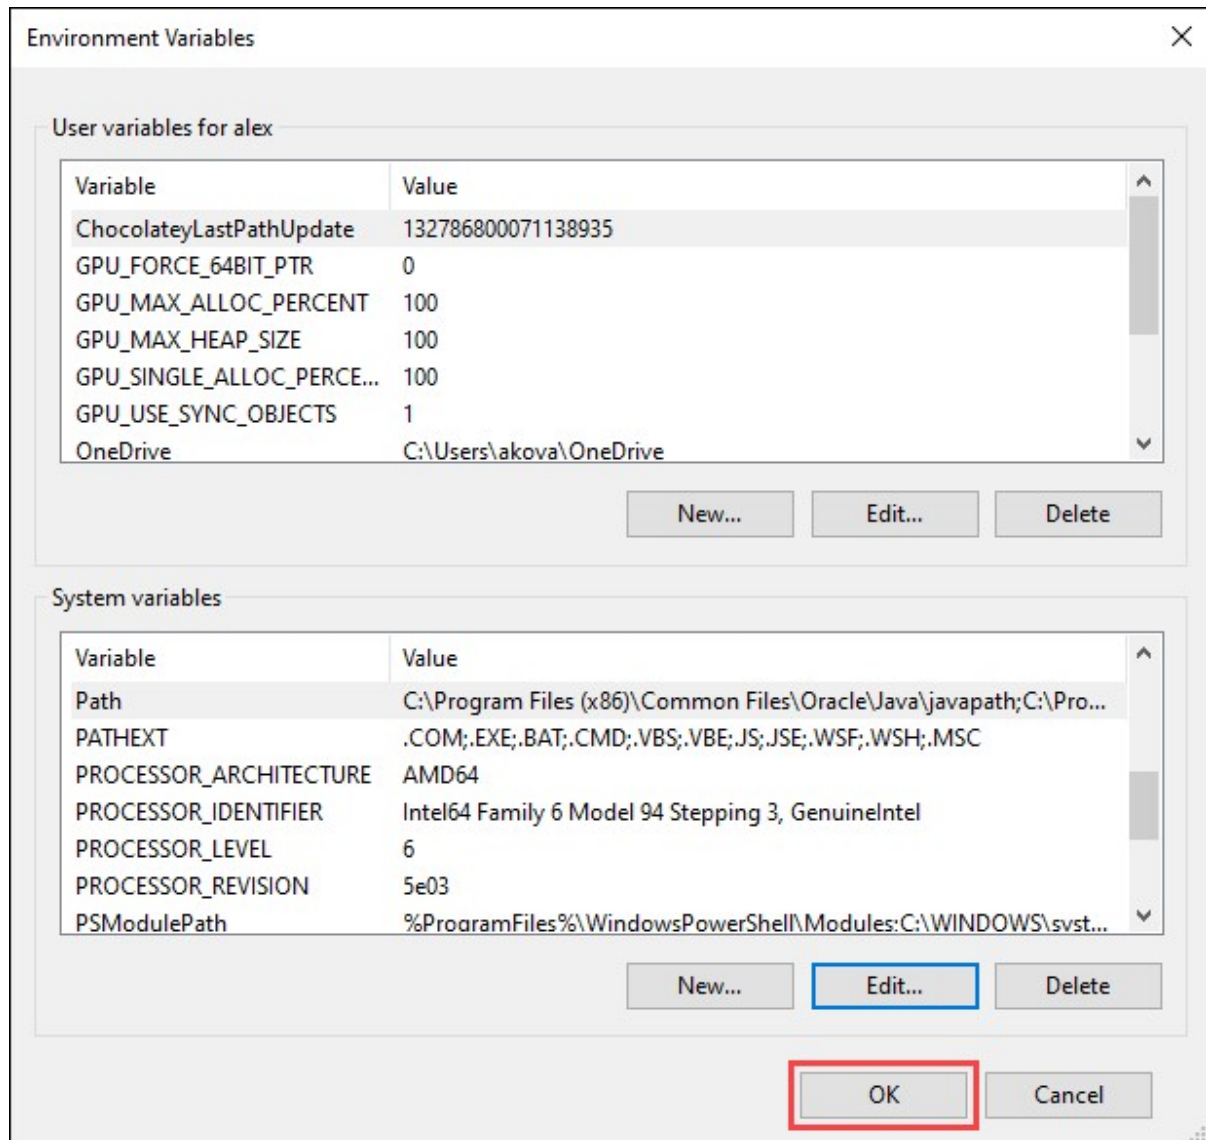 Environment Variables
User variables for alex
Variable Value
ChocolateyLastPathUpdate 132786800071138935
GPU_FORCE_64BIT_PTR 0
GPU_MAX_ALLOC_PERCENT 100
GPU_MAX_HEAP_SIZE 100
GPU_SINGLE_ALLOC_PERCE... 100
GPU_USE_SYNC_OBJECTS 1
OneDrive C:\Users\akova\OneDrive
New... Edit... Delete
System variables
Variable Value
Path C:\Program Files (x86)\Common Files\Oracle\Java\javapath;C:\Pro...
PATHEXT .COM;.EXE;.BAT;.CMD;.VBS;.VBE;.JS;.JSE;.WSF;.WSH;.MSC
PROCESSOR_ARCHITECTURE AMD64
PROCESSOR_IDENTIFIER Intel64 Family 6 Model 94 Stepping 3, GenuineIntel
PROCESSOR_LEVEL 6
PROCESSOR_REVISION 5e03
PSModulePath %ProgramFiles%\WindowsPowerShell\Modules;C:\WINDOWS\syst...
New... Edit... Delete
OK Cancel